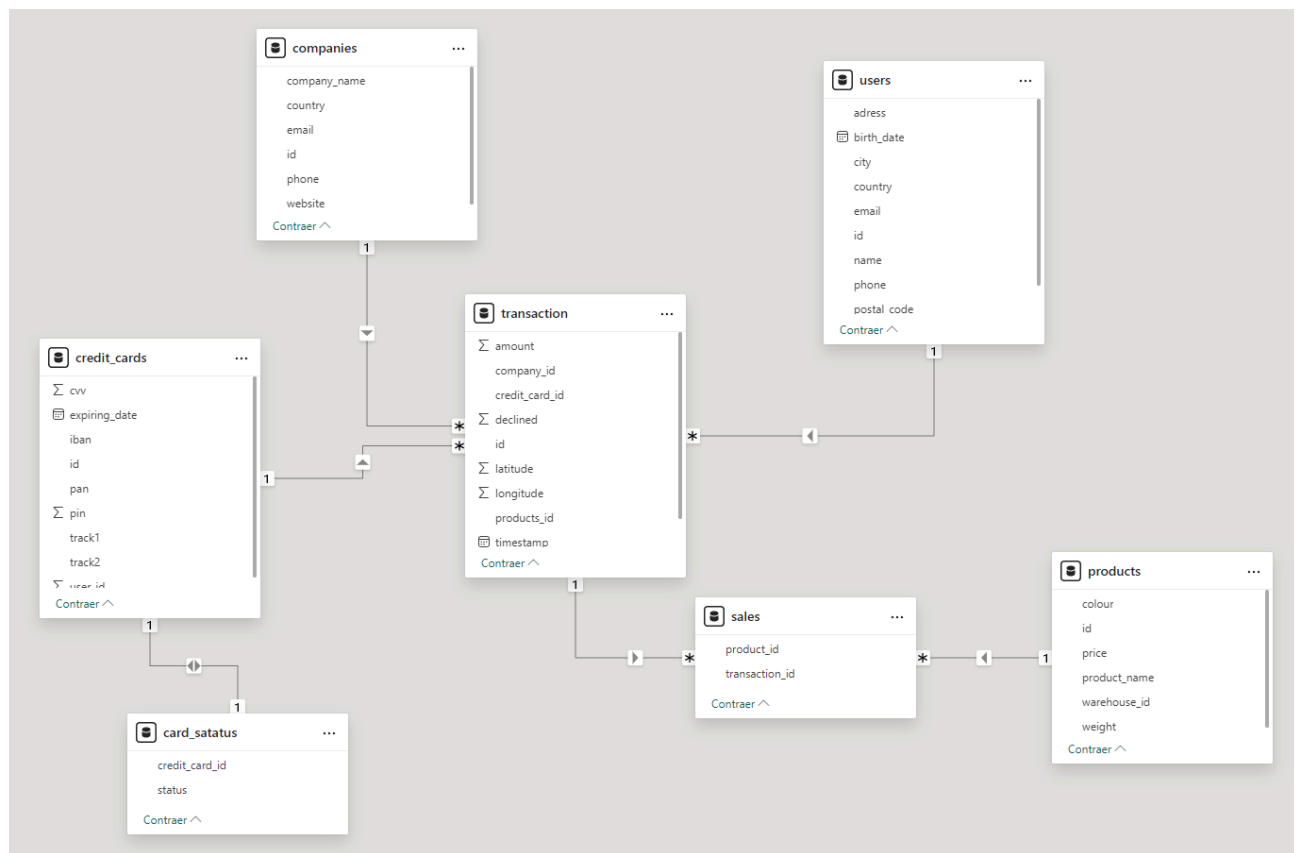 companies
...
company_name
country
email
id
phone
website
Contraer
1
users
...
adress
birth_date
city
country
email
id
name
phone
postal_code
Contraer
1
credit_cards
...
Σ cvv
expiring_date
iban
id
pan
Σ pin
track1
track2
Σ user_id
Contraer
1
1
transaction
...
Σ amount
company_id
credit_card_id
Σ declined
id
Σ latitude
Σ longitude
products_id
timestamp
Contraer
*
*
*
1
sales
...
product_id
transaction_id
Contraer
*
*
products
...
colour
id
price
product_name
warehouse_id
weight
Contraer
1
card_satatus
...
credit_card_id
status
Contraer
1